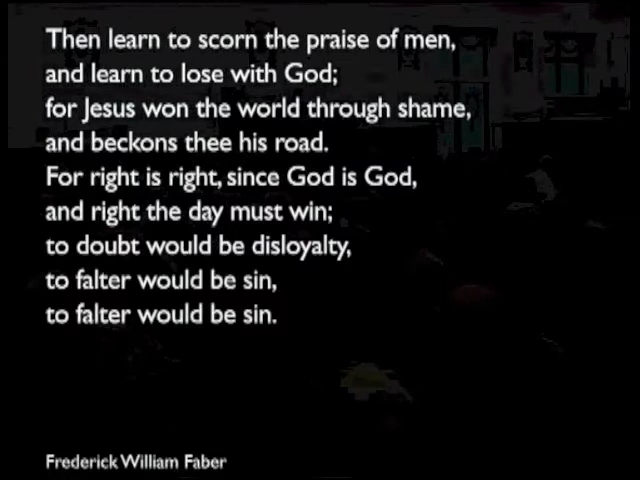 Then learn to scorn the praise of men,
and learn to lose with God;
for Jesus won the world through shame,
and beckons thee his road.
For right is right, since God is God,
and right the day must win;
to doubt would be disloyalty,
to falter would be sin,
to falter would be sin.
Frederick William Faber